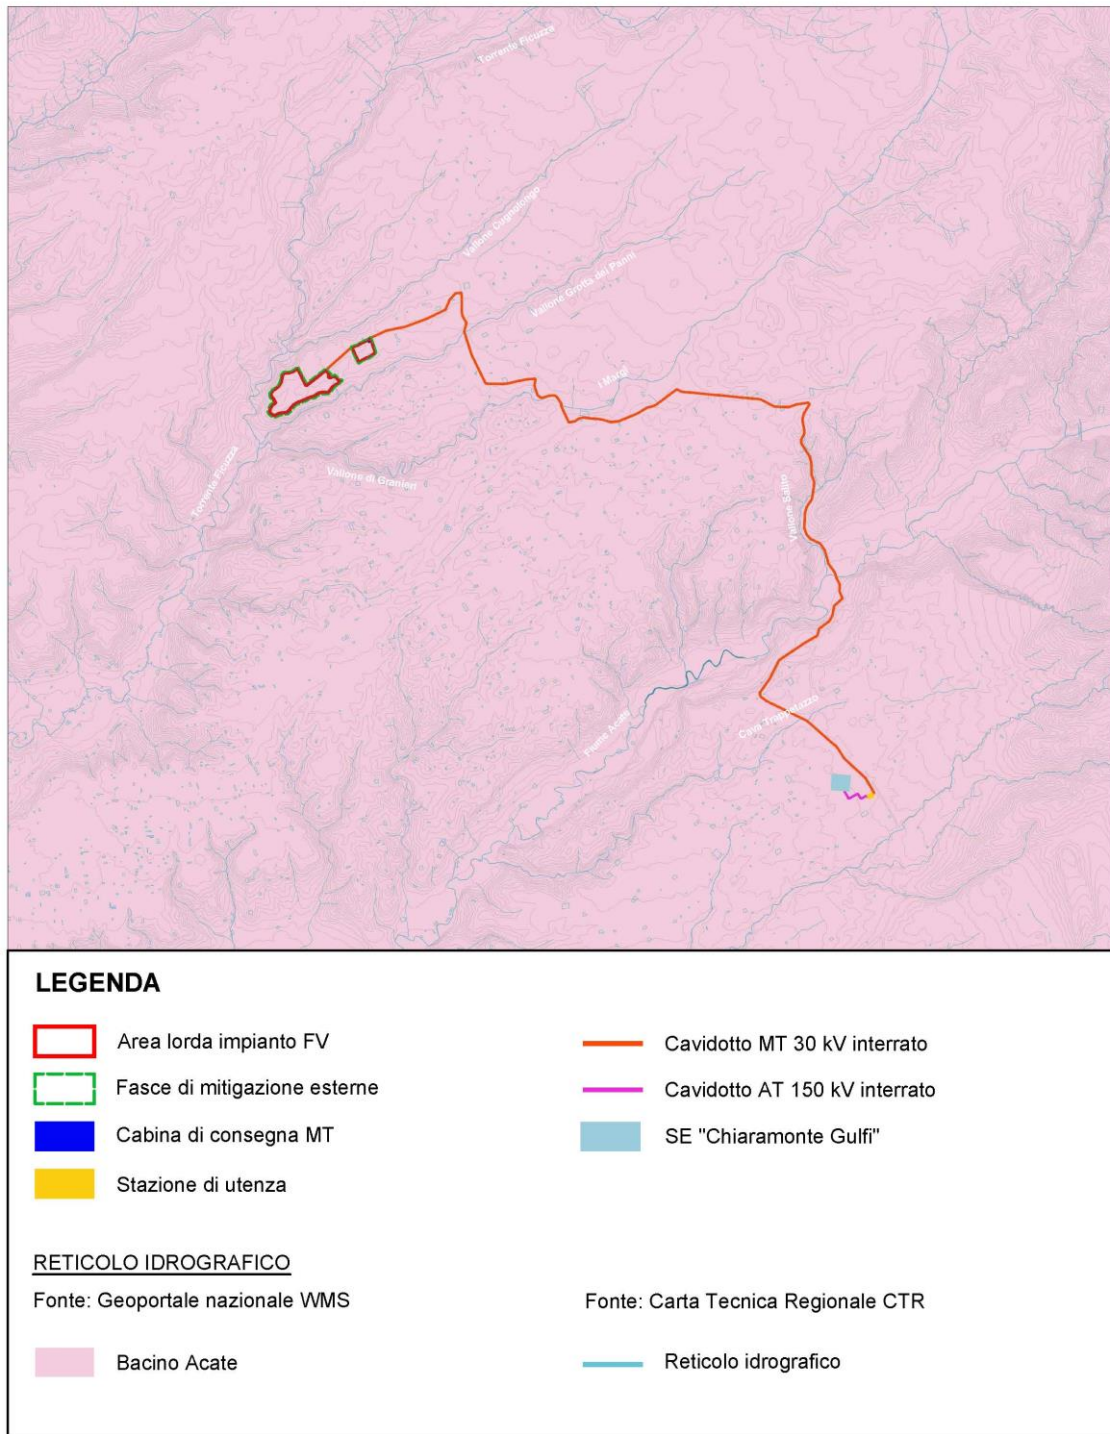 Torrente Ficuzza
Vallone Cugnolongo
Vallone Grotta dei Panni
I Margi
Vallone di Granieri
Torrente Ficuzza
Vallone Salito
Cava Trappetazzo
Fiume Acate
LEGENDA
Area lorda impianto FV
Fasce di mitigazione esterne
Cabina di consegna MT
Stazione di utenza
Cavidotto MT 30 kV interrato
Cavidotto AT 150 kV interrato
SE "Chiaramonte Gulfi"
RETICOLO IDROGRAFICO
Fonte: Geoportale nazionale WMS
Fonte: Carta Tecnica Regionale CTR
Bacino Acate
Reticolo idrografico